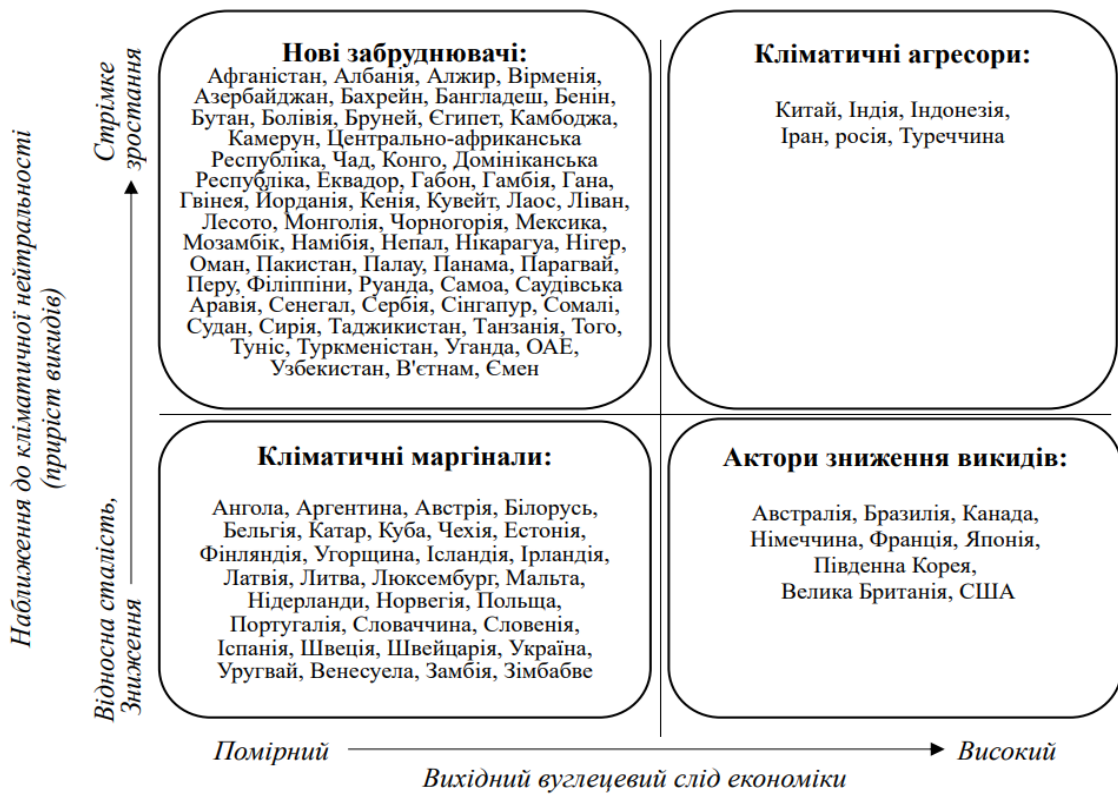 Нові забруднювачі:
Афганістан, Албанія, Алжир, Вірменія,
Азербайджан, Бахрейн, Бангладеш, Бенін,
Бутан, Болівія, Бруней, Єгипет, Камбоджа,
Камерун, Центрально-африканська
Республіка, Чад, Конго, Домініканська
Республіка, Еквадор, Габон, Гамбія, Гана,
Гвінея, Йорданія, Кенія, Кувейт, Лаос, Ліван,
Лесото, Монголія, Чорногорія, Мексика,
Мозамбік, Намібія, Непал, Нікарагуа, Нігер,
Оман, Пакистан, Палау, Панама, Парагвай,
Перу, Філіппіни, Руанда, Самоа, Саудівська
Аравія, Сенегал, Сербія, Сінгапур, Сомалі,
Судан, Сирія, Таджикистан, Танзанія, Того,
Туніс, Туркменістан, Уганда, ОАЕ,
Узбекистан, В'єтнам, Ємен
Кліматичні агресори:
Китай, Індія, Індонезія,
Іран, росія, Туреччина
Кліматичні маргінали:
Ангола, Аргентина, Австрія, Білорусь,
Бельгія, Катар, Куба, Чехія, Естонія,
Фінляндія, Угорщина, Ісландія, Ірландія,
Латвія, Литва, Люксембург, Мальта,
Нідерланди, Норвегія, Польща,
Португалія, Словаччина, Словенія,
Іспанія, Швеція, Швейцарія, Україна,
Уругвай, Венесуела, Замбія, Зімбабве
Актори зниження викидів:
Австралія, Бразилія, Канада,
Німеччина, Франція, Японія,
Південна Корея,
Велика Британія, США
Наближення до кліматичної нейтральності
(приріст викидів)
Стрімке
зростання
Відносна сталість,
Зниження
Помірний
Високий
Вихідний вуглецевий слід економіки